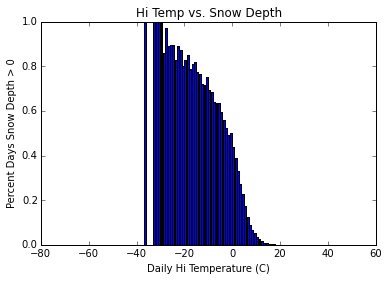 Hi Temp vs. Snow Depth
1.0
0.8
0.6
0.4
0.2
0.0
Percent Days Snow Depth > 0
−80 −60 −40 −20 0 20 40 60
Daily Hi Temperature (C)